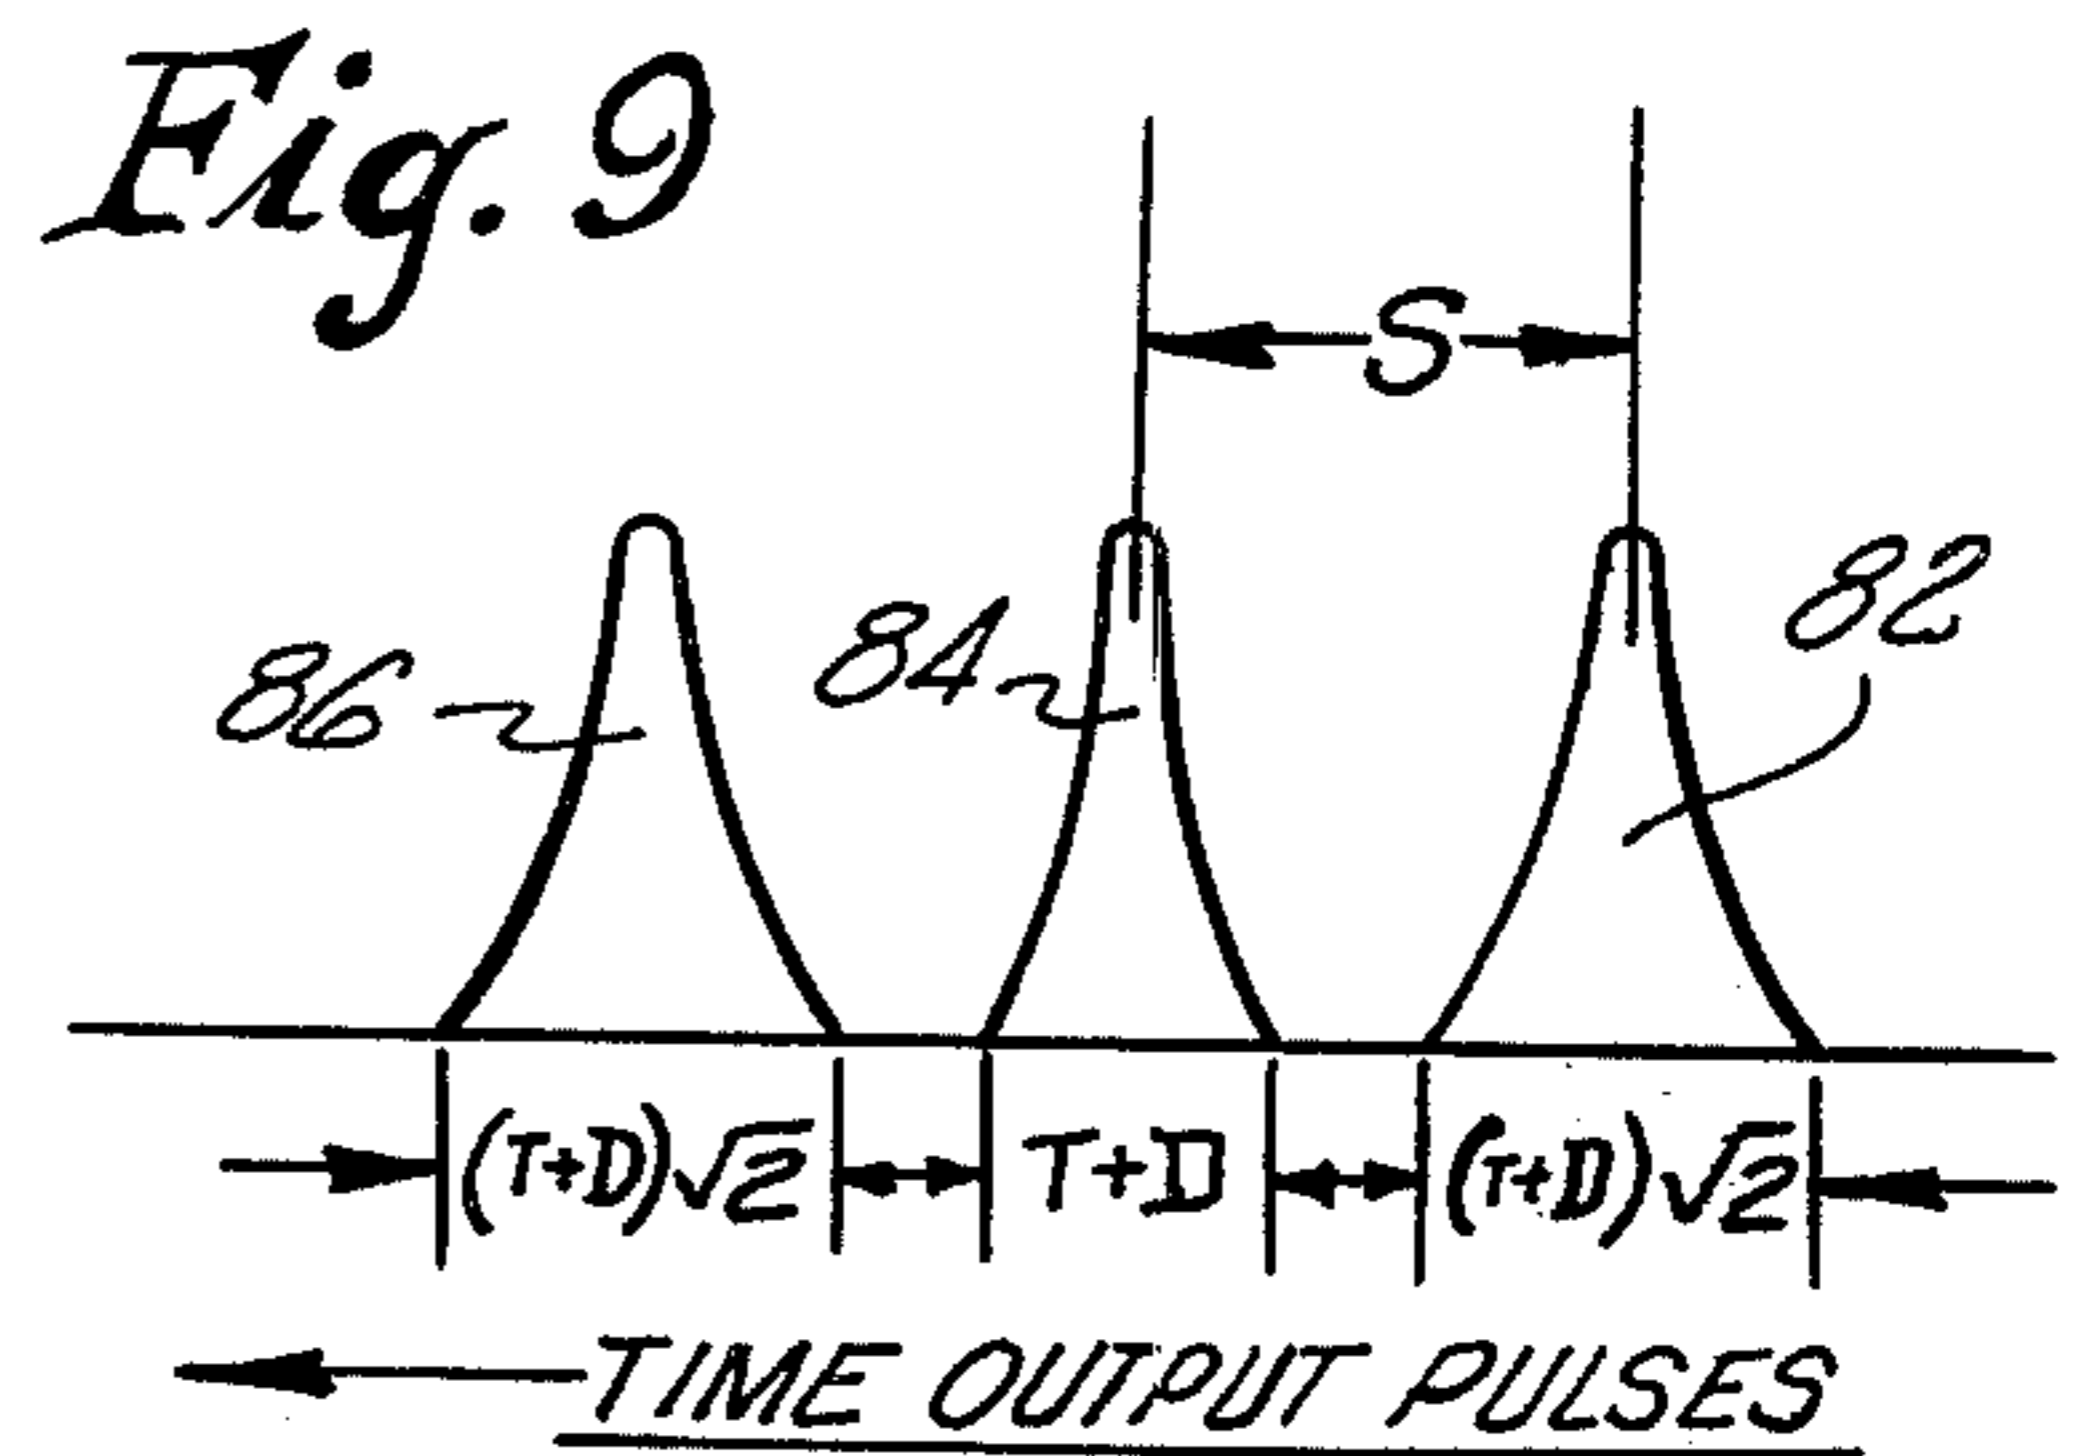 Fig. 9
S
86
84
82
(T+D)√2
T+D
(T+D)√2
TIME OUTPUT PULSES